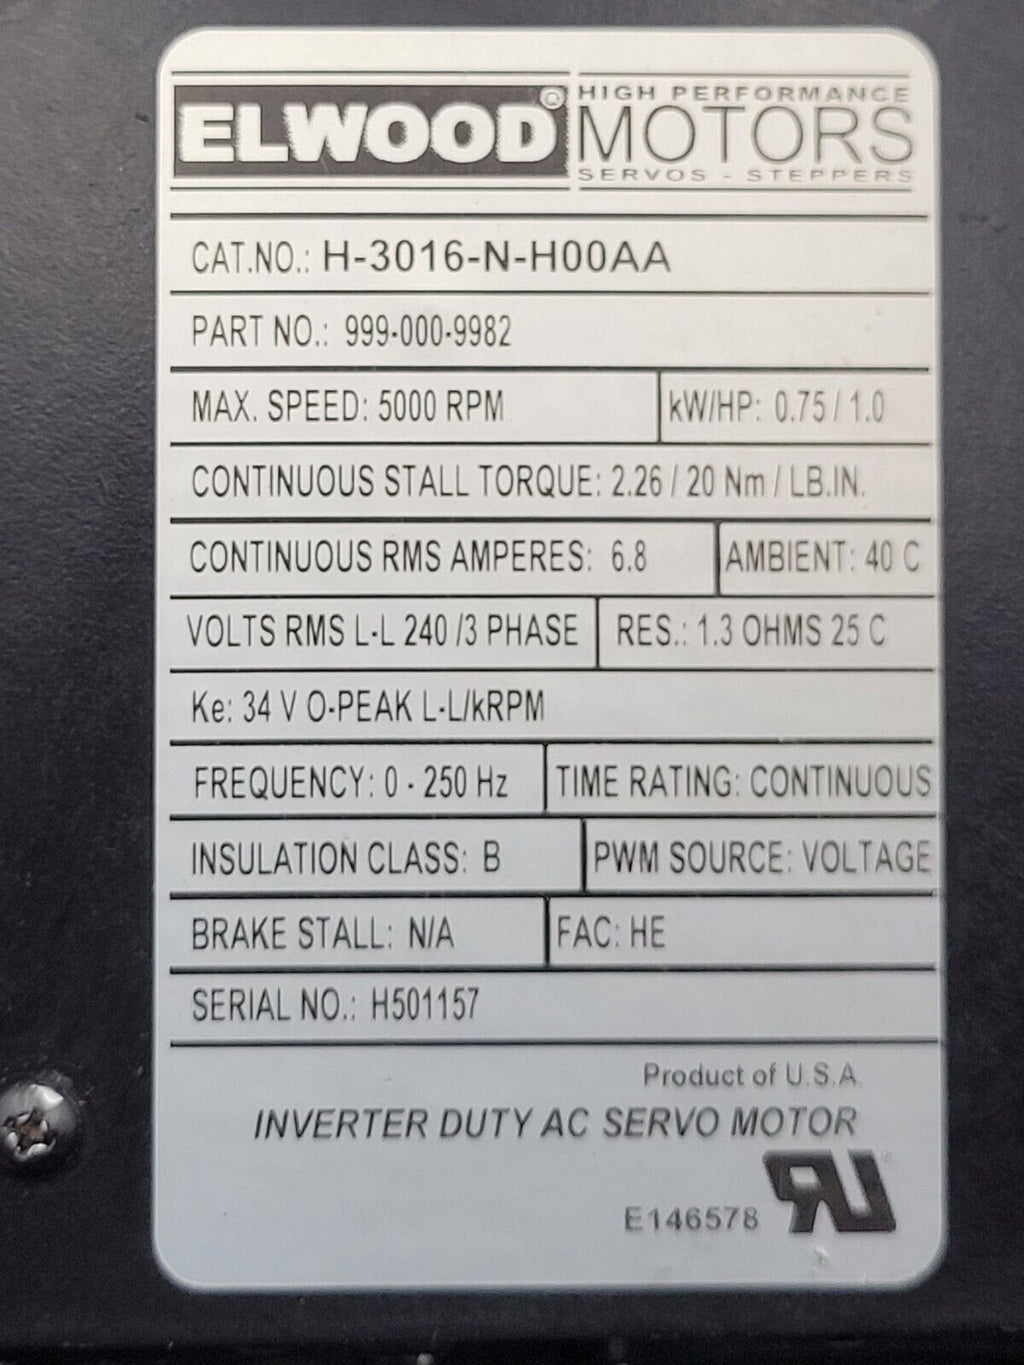 ELWOOD®
HIGH PERFORMANCE
MOTORS
SERVOS - STEPPERS
CAT.NO.: H-3016-N-H00AA
PART NO.: 999-000-9982
MAX. SPEED: 5000 RPM kW/HP: 0.75 / 1.0
CONTINUOUS STALL TORQUE: 2.26 / 20 Nm / LB.IN.
CONTINUOUS RMS AMPERES: 6.8 AMBIENT: 40 C
VOLTS RMS L-L 240 /3 PHASE RES.: 1.3 OHMS 25 C
Ke: 34 V O-PEAK L-L/kRPM
FREQUENCY: 0 - 250 Hz TIME RATING: CONTINUOUS
INSULATION CLASS: B PWM SOURCE: VOLTAGE
BRAKE STALL: N/A FAC: HE
SERIAL NO.: H501157
Product of U.S.A.
INVERTER DUTY AC SERVO MOTOR
E146578 RU